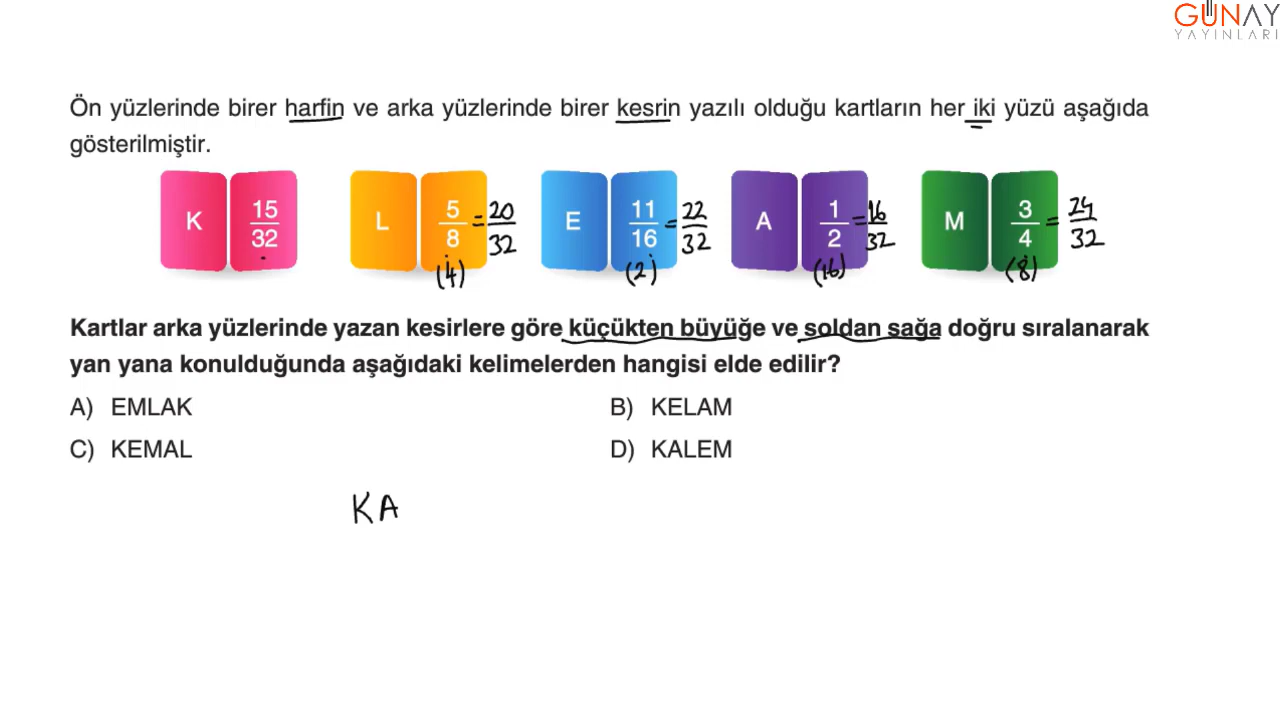 GÜNAY
YAYINLARI
Ön yüzlerinde birer harfin ve arka yüzlerinde birer kesrin yazılı olduğu kartların her iki yüzü aşağıda
gösterilmiştir.
K 15/32 L 5/8 = 20/32 E 11/16 = 22/32 A 1/2 = 16/32 M 3/4 = 24/32
(4) (2) (16) (8)
Kartlar arka yüzlerinde yazan kesirlere göre küçükten büyüğe ve soldan sağa doğru sıralanarak
yan yana konulduğunda aşağıdaki kelimelerden hangisi elde edilir?
A) EMLAK B) KELAM
C) KEMAL D) KALEM
KA